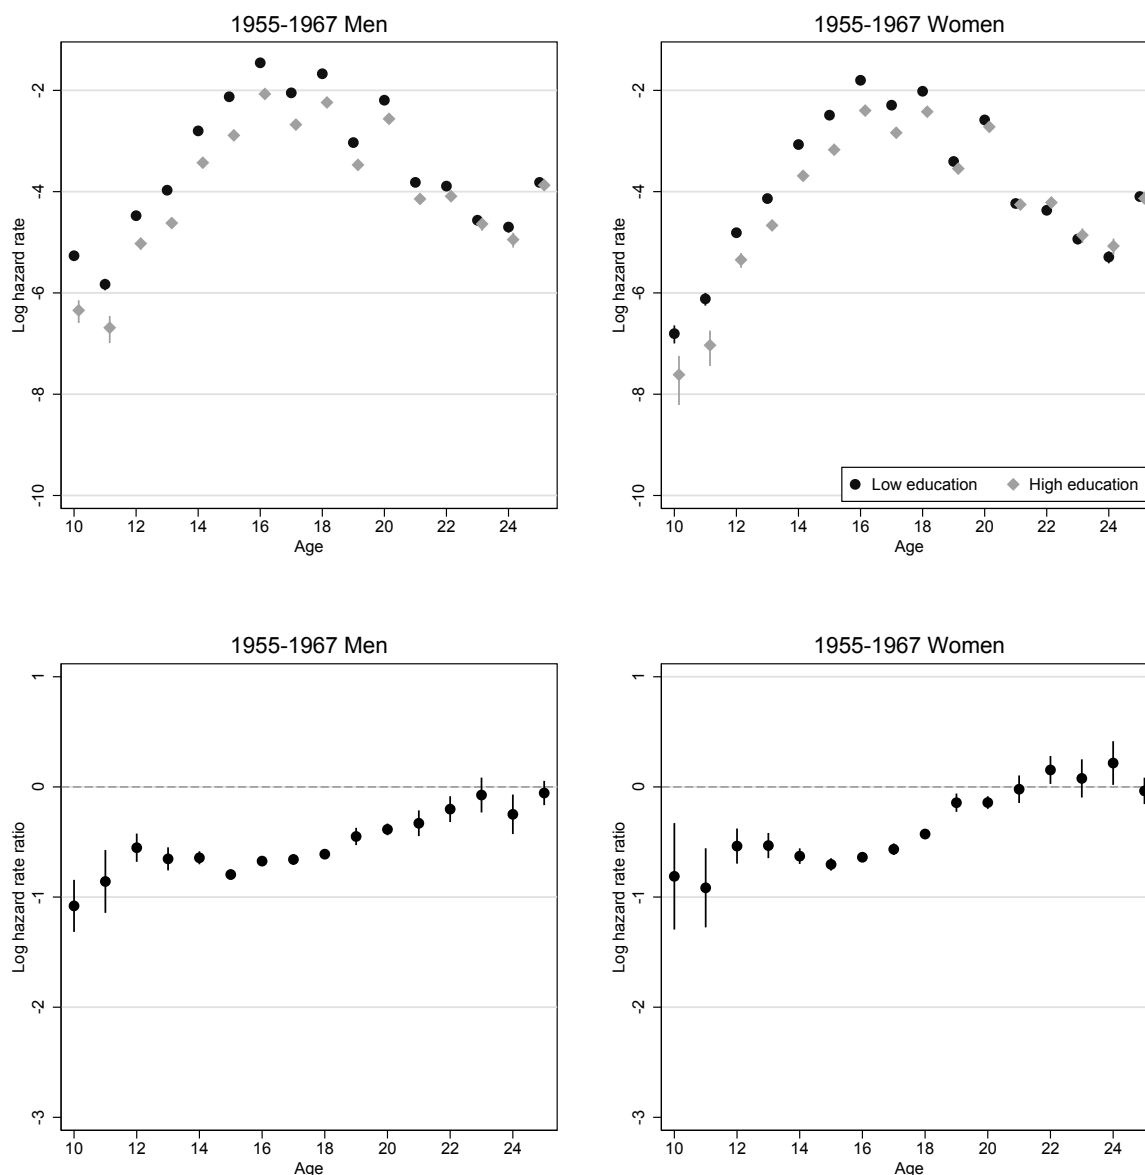 1955-1967 Men
Log hazard rate
-2
-4
-6
-8
-10
10 12 14 16 18 20 22 24
Age
1955-1967 Women
Log hazard rate
-2
-4
-6
-8
-10
Low education High education
10 12 14 16 18 20 22 24
Age
1955-1967 Men
Log hazard rate ratio
1
0
-1
-2
-3
10 12 14 16 18 20 22 24
Age
1955-1967 Women
Log hazard rate ratio
1
0
-1
-2
-3
10 12 14 16 18 20 22 24
Age